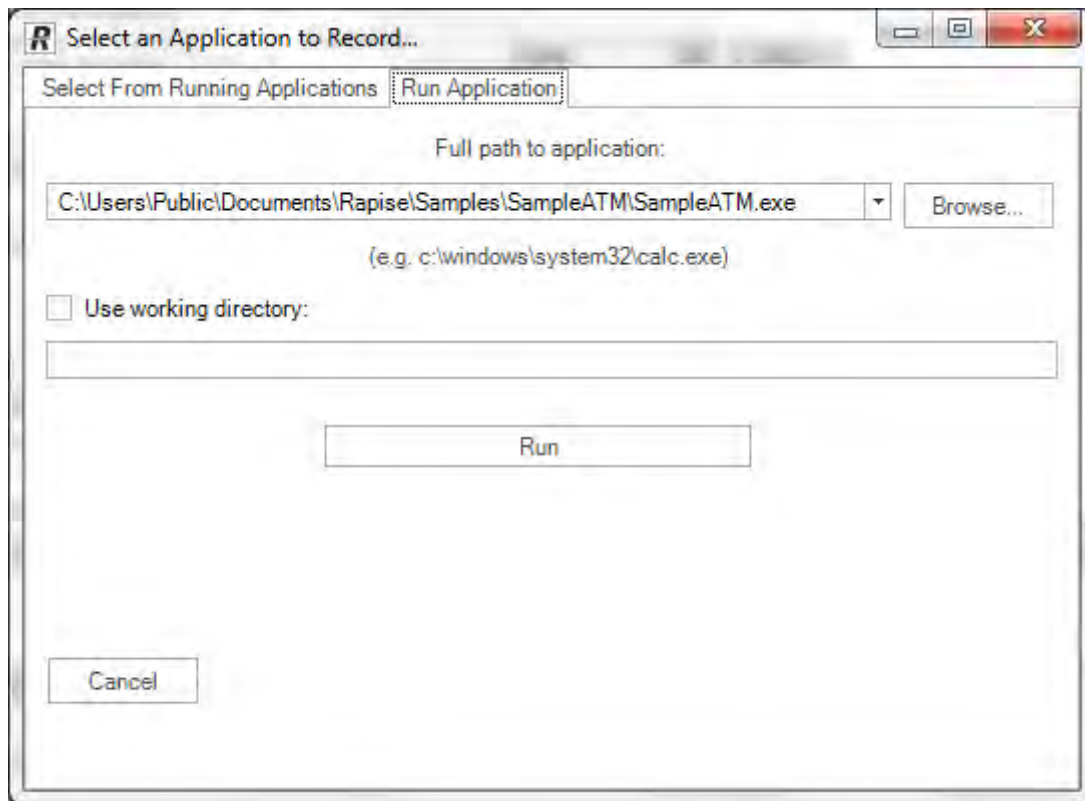 R Select an Application to Record...
Select From Running Applications Run Application
Full path to application:
C:\Users\Public\Documents\Rapise\Samples\SampleATM\SampleATM.exe Browse...
(e.g. c:\windows\system32\calc.exe)
Use working directory:
Run
Cancel